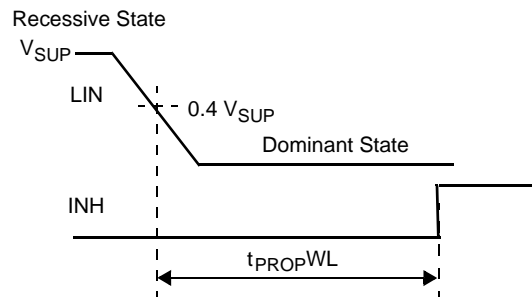 Recessive State
VSUP
LIN
0.4 VSUP
Dominant State
INH
tPROPWL